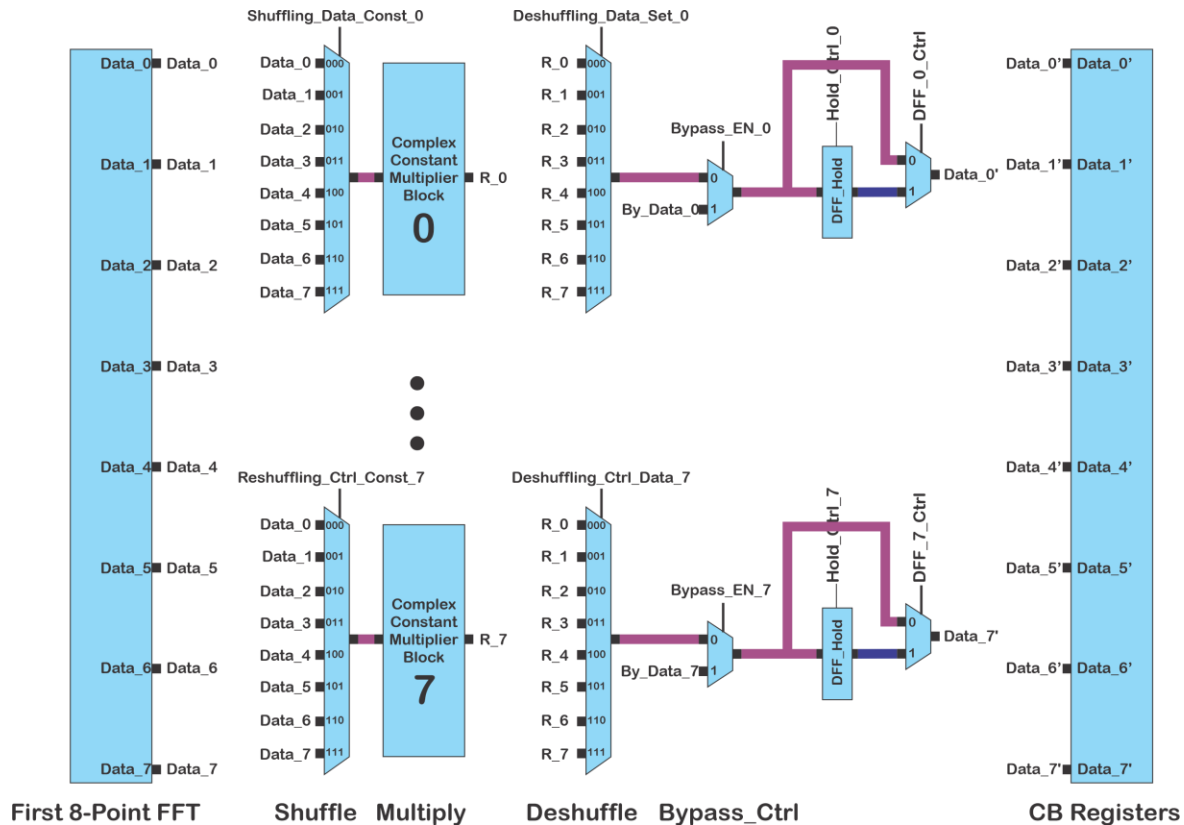 Shuffling_Data_Const_0
Deshuffling_Data_Set_0
Data_0
Data_0
Data_1
Data_1
Data_2
Data_2
Data_3
Data_3
Data_4
Data_4
Data_5
Data_5
Data_6
Data_6
Data_7
Data_7
First 8-Point FFT
Data_0
000
Data_1
001
Data_2
010
Data_3
011
Data_4
100
Data_5
101
Data_6
110
Data_7
111
Complex
Constant
Multiplier
Block
0
R_0
R_0
000
R_1
001
R_2
010
R_3
011
R_4
100
R_5
101
R_6
110
R_7
111
Bypass_EN_0
0
By_Data_0
1
Hold_Ctrl_0
DFF_Hold
DFF_0_Ctrl
0
1
Data_0'
Reshuffling_Ctrl_Const_7
Deshuffling_Ctrl_Data_7
Data_0
000
Data_1
001
Data_2
010
Data_3
011
Data_4
100
Data_5
101
Data_6
110
Data_7
111
Complex
Constant
Multiplier
Block
7
R_7
R_0
000
R_1
001
R_2
010
R_3
011
R_4
100
R_5
101
R_6
110
R_7
111
Bypass_EN_7
0
By_Data_7
1
Hold_Ctrl_7
DFF_Hold
DFF_7_Ctrl
0
1
Data_7'
Data_0'
Data_0'
Data_1'
Data_1'
Data_2'
Data_2'
Data_3'
Data_3'
Data_4'
Data_4'
Data_5'
Data_5'
Data_6'
Data_6'
Data_7'
Data_7'
Shuffle
Multiply
Deshuffle
Bypass_Ctrl
CB Registers